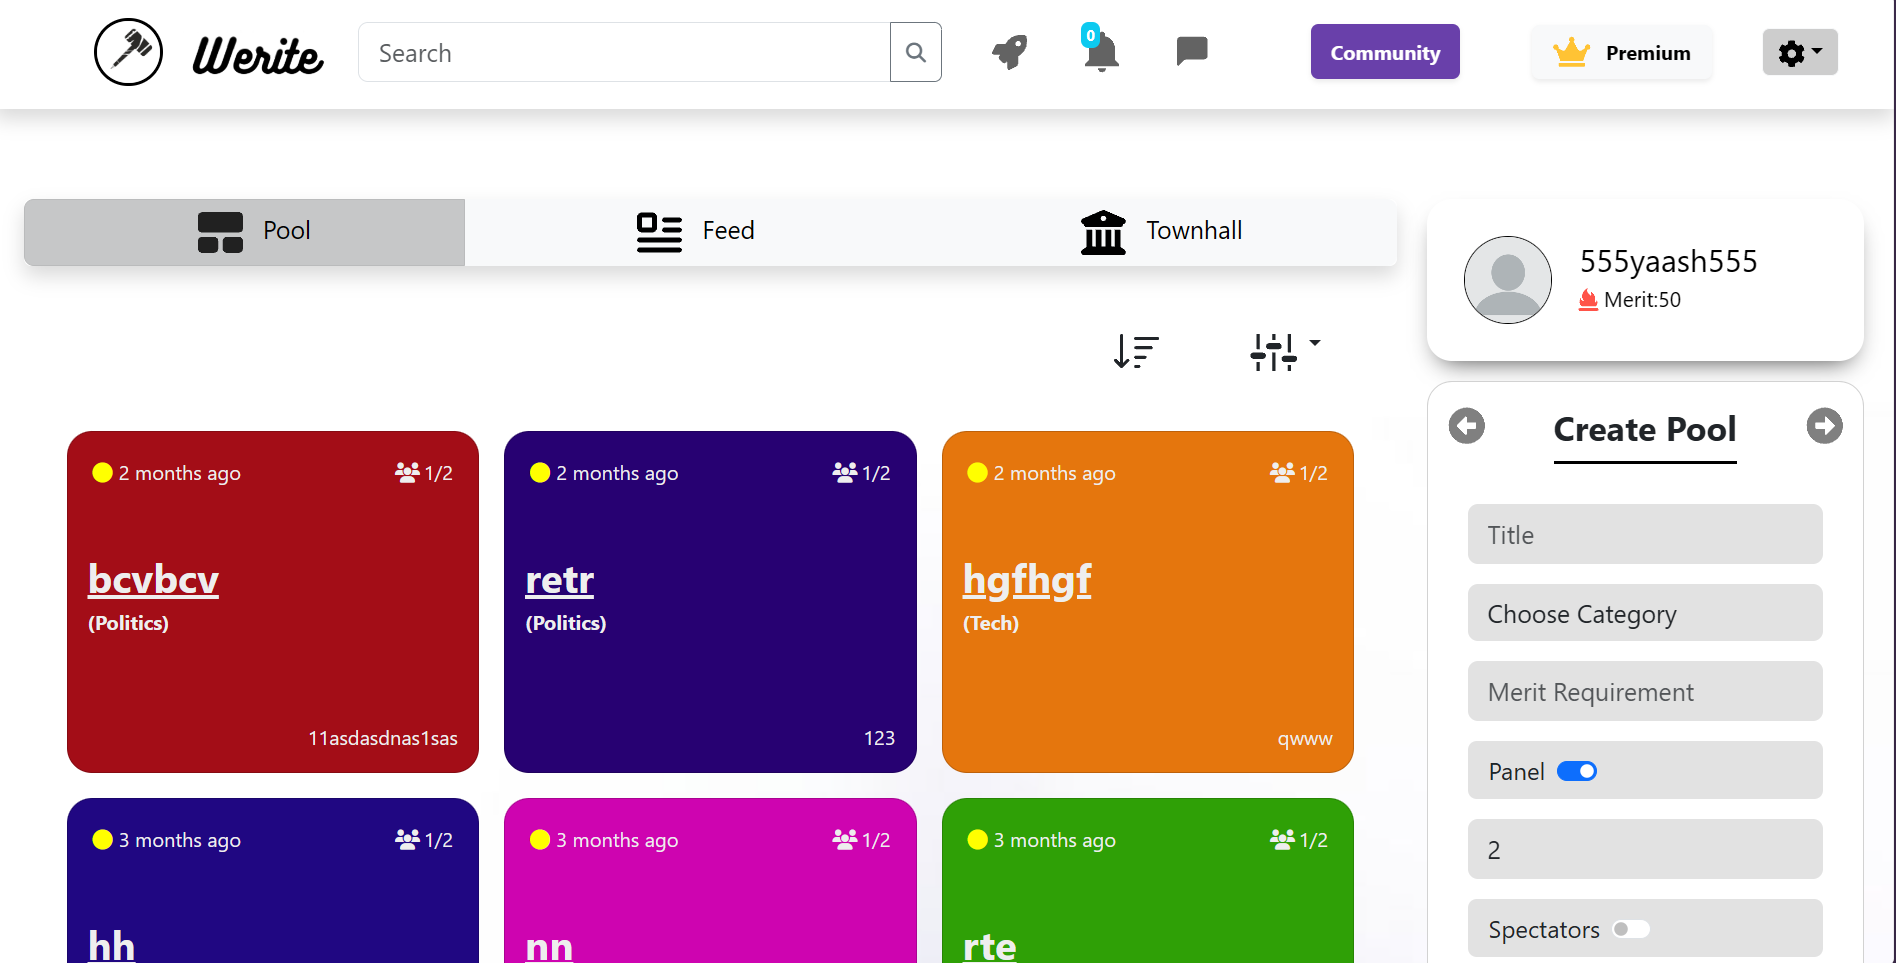 Werite
Search
0
Community
Premium
Pool
Feed
Townhall
555yaash555
Merit:50
2 months ago 1/2
bcvbcv
(Politics)
11asdasdnas1sas
2 months ago 1/2
retr
(Politics)
123
2 months ago 1/2
hgfhgf
(Tech)
qwww
3 months ago 1/2
hh
3 months ago 1/2
nn
3 months ago 1/2
rte
Create Pool
Title
Choose Category
Merit Requirement
Panel
2
Spectators